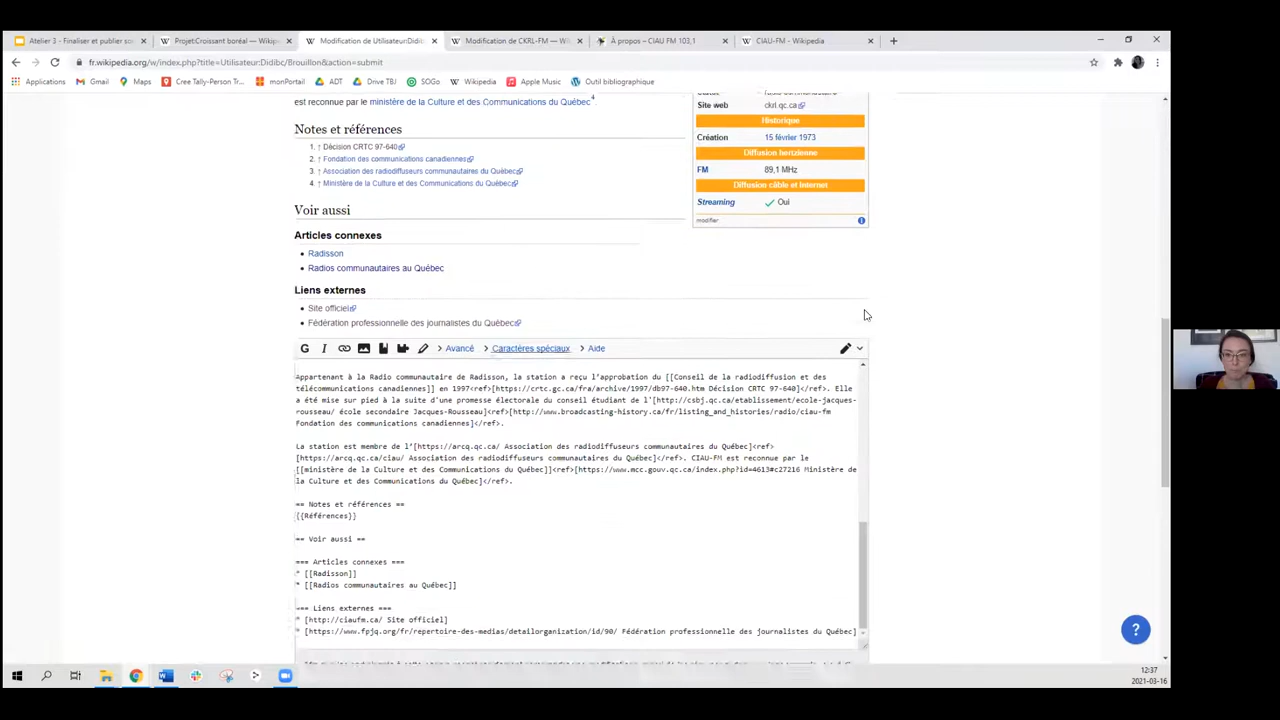 Atelier 3 - Finaliser et publier so
Projet:Croissant boréal — Wikip
Modification de Utilisateur:Didib
Modification de CKRL-FM — Wi
À propos – CIAU FM 103,1
CIAU-FM - Wikipedia
fr.wikipedia.org/w/index.php?title=Utilisateur:Didibc/Brouillon&action=submit
Applications
Gmail
Maps
Cree Tally-Person Tr...
monPortail
ADT
Drive TBJ
SOGo
Wikipedia
Apple Music
Outil bibliographique
est reconnue par le ministère de la Culture et des Communications du Québec4.
Site web ckrl.qc.ca
Historique
Création 15 février 1973
Diffusion hertzienne
FM 89,1 MHz
Diffusion câble et Internet
Streaming Oui
modifier
Notes et références
1. ↑ Décision CRTC 97-640
2. ↑ Fondation des communications canadiennes
3. ↑ Association des radiodiffuseurs communautaires du Québec
4. ↑ Ministère de la Culture et des Communications du Québec
Voir aussi
Articles connexes
• Radisson
• Radios communautaires au Québec
Liens externes
• Site officiel
• Fédération professionnelle des journalistes du Québec
G I Avancé Caractères spéciaux Aide
Appartenant à la Radio communautaire de Radisson, la station a reçu l'approbation du [[Conseil de la radiodiffusion et des
télécommunications canadiennes]] en 1997<ref>[https://crtc.gc.ca/fra/archive/1997/db97-640.htm Décision CRTC 97-640]</ref>. Elle
a été mise sur pied à la suite d'une promesse électorale du conseil étudiant de l'[http://csbj.qc.ca/etablissement/ecole-jacques-
rousseau/ école secondaire Jacques-Rousseau]<ref>[http://www.broadcasting-history.ca/fr/listing_and_histories/radio/ciau-fm
Fondation des communications canadiennes]</ref>.
La station est membre de l’[https://arcq.qc.ca/ Association des radiodiffuseurs communautaires du Québec]<ref>
[https://arcq.qc.ca/ciau/ Association des radiodiffuseurs communautaires du Québec]</ref>. CIAU-FM est reconnue par le
[[ministère de la Culture et des Communications du Québec]]<ref>[https://www.mcc.gouv.qc.ca/index.php?id=4613#c27216 Ministère de
la Culture et des Communications du Québec]</ref>.
== Notes et références ==
{{Références}}
== Voir aussi ==
=== Articles connexes ===
* [[Radisson]]
* [[Radios communautaires au Québec]]
=== Liens externes ===
* [http://ciaufm.ca/ Site officiel]
* [https://www.fpjq.org/fr/repertoire-des-medias/detailorganization/id/90/ Fédération professionnelle des journalistes du Québec]
?
12:37
2021-03-16